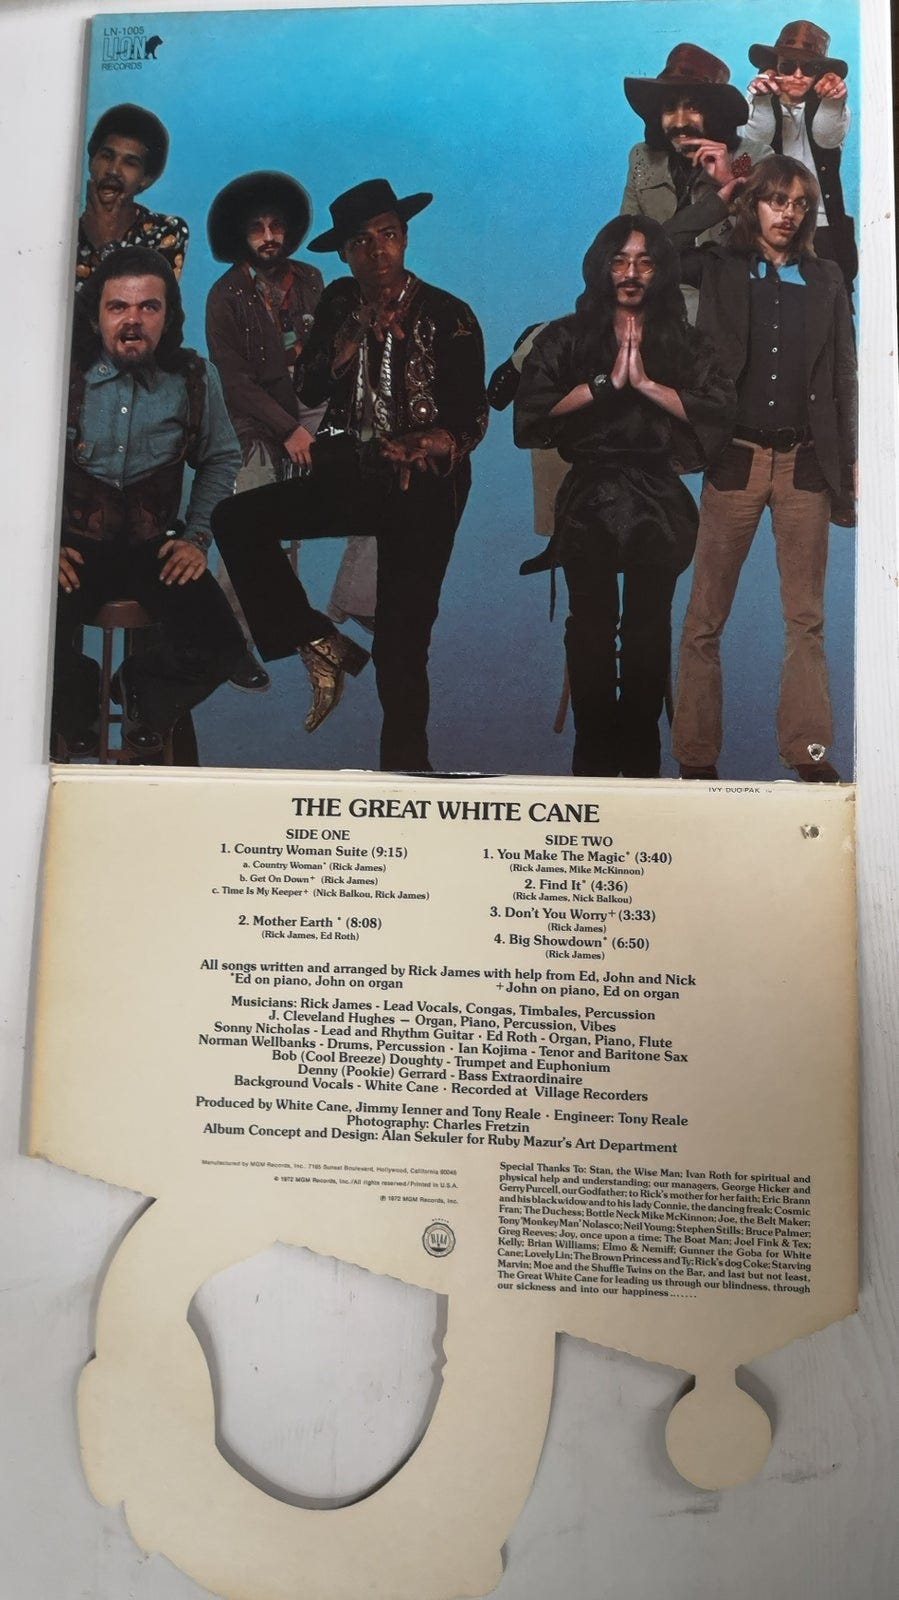 LN-1005
LION
RECORDS
IVY DUO-PAK ™
THE GREAT WHITE CANE
SIDE ONE
1. Country Woman Suite (9:15)
a. Country Woman* (Rick James)
b. Get On Down+ (Rick James)
c. Time Is My Keeper+ (Nick Balkou, Rick James)
2. Mother Earth * (8:08)
(Rick James, Ed Roth)
SIDE TWO
1. You Make The Magic* (3:40)
(Rick James, Mike McKinnon)
2. Find It* (4:36)
(Rick James, Nick Balkou)
3. Don't You Worry+ (3:33)
(Rick James)
4. Big Showdown* (6:50)
(Rick James)
All songs written and arranged by Rick James with help from Ed, John and Nick
*Ed on piano, John on organ +John on piano, Ed on organ
Musicians: Rick James - Lead Vocals, Congas, Timbales, Percussion
J. Cleveland Hughes — Organ, Piano, Percussion, Vibes
Sonny Nicholas - Lead and Rhythm Guitar · Ed Roth - Organ, Piano, Flute
Norman Wellbanks - Drums, Percussion · Ian Kojima - Tenor and Baritone Sax
Bob (Cool Breeze) Doughty - Trumpet and Euphonium
Denny (Pookie) Gerrard - Bass Extraordinaire
Background Vocals - White Cane · Recorded at Village Recorders
Produced by White Cane, Jimmy Ienner and Tony Reale · Engineer: Tony Reale
Photography: Charles Fretzin
Album Concept and Design: Alan Sekuler for Ruby Mazur's Art Department
Manufactured by MGM Records, Inc. 7165 Sunset Boulevard, Hollywood, California 90046
© 1972 MGM Records, Inc./All rights reserved/Printed in U.S.A.
℗ 1972 MGM Records, Inc.
RIAA
Special Thanks To: Stan, the Wise Man; Ivan Roth for spiritual and
physical help and understanding; our managers, George Hicker and
Gerry Purcell, our Godfather; to Rick's mother for her faith; Eric Brann
and his black widow and to his lady Connie, the dancing freak; Cosmic
Fran; The Duchess; Bottle Neck Mike McKinnon; Joe, the Belt Maker;
Tony 'Monkey Man' Nolasco; Neil Young; Stephen Stills; Bruce Palmer;
Greg Reeves; Joy, once upon a time; The Boat Man; Joel Fink & Tex;
Kelly; Brian Williams; Elmo & Nemiff; Gunner the Goba for White
Cane; Lovely Lin; The Brown Princess and Ty; Rick's dog Coke; Starving
Marvin; Moe and the Shuffle Twins on the Bar, and last but not least,
The Great White Cane for leading us through our blindness, through
our sickness and into our happiness.......